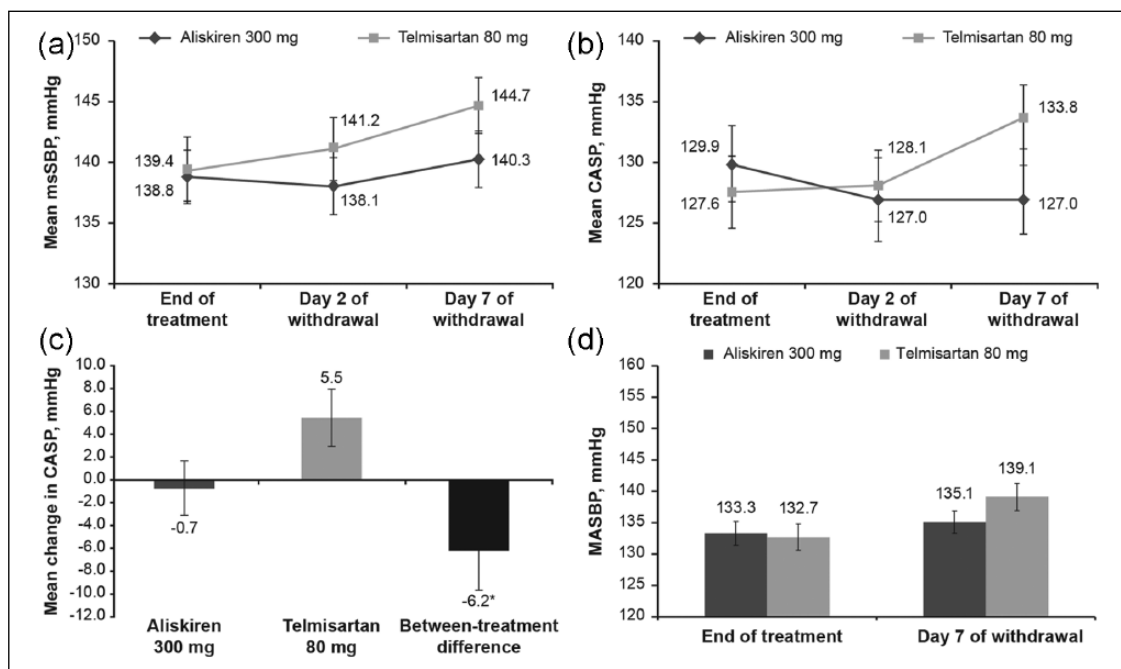 (a)
Aliskiren 300 mg
Telmisartan 80 mg
Mean msSBP, mmHg
150
145
140
135
130
139.4
138.8
141.2
138.1
144.7
140.3
End of treatment
Day 2 of withdrawal
Day 7 of withdrawal
(b)
Aliskiren 300 mg
Telmisartan 80 mg
Mean CASP, mmHg
140
135
130
125
120
129.9
127.6
128.1
127.0
133.8
127.0
End of treatment
Day 2 of withdrawal
Day 7 of withdrawal
(c)
Mean change in CASP, mmHg
10.0
8.0
6.0
4.0
2.0
0.0
-2.0
-4.0
-6.0
-8.0
-10.0
-12.0
-0.7
5.5
-6.2*
Aliskiren 300 mg
Telmisartan 80 mg
Between-treatment difference
(d)
Aliskiren 300 mg
Telmisartan 80 mg
MASBP, mmHg
160
155
150
145
140
135
130
125
120
133.3
132.7
135.1
139.1
End of treatment
Day 7 of withdrawal